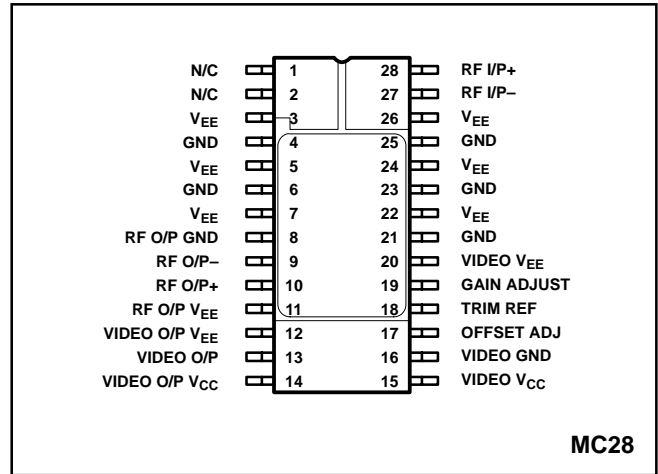 N/C 1 28 RF I/P+
N/C 2 27 RF I/P–
VEE 3 26 VEE
GND 4 25 GND
VEE 5 24 VEE
GND 6 23 GND
VEE 7 22 VEE
RF O/P GND 8 21 GND
RF O/P– 9 20 VIDEO VEE
RF O/P+ 10 19 GAIN ADJUST
RF O/P VEE 11 18 TRIM REF
VIDEO O/P VEE 12 17 OFFSET ADJ
VIDEO O/P 13 16 VIDEO GND
VIDEO O/P VCC 14 15 VIDEO VCC
MC28